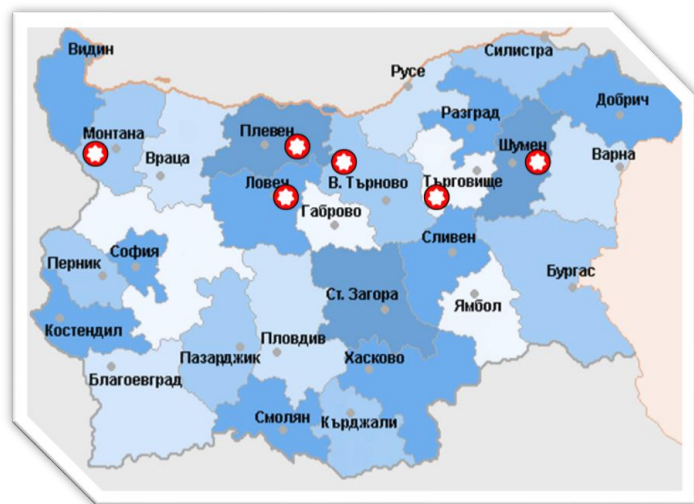 Видин
Силистра
Русе
Добрич
Разград
Плевен
Монтана
Шумен
Враца
Варна
Ловеч
В. Търново
Търговище
Габрово
Сливен
София
Перник
Бургас
Ст. Загора
Ямбол
Костендил
Пловдив
Пазарджик
Хасково
Благоевград
Смолян
Кърджали